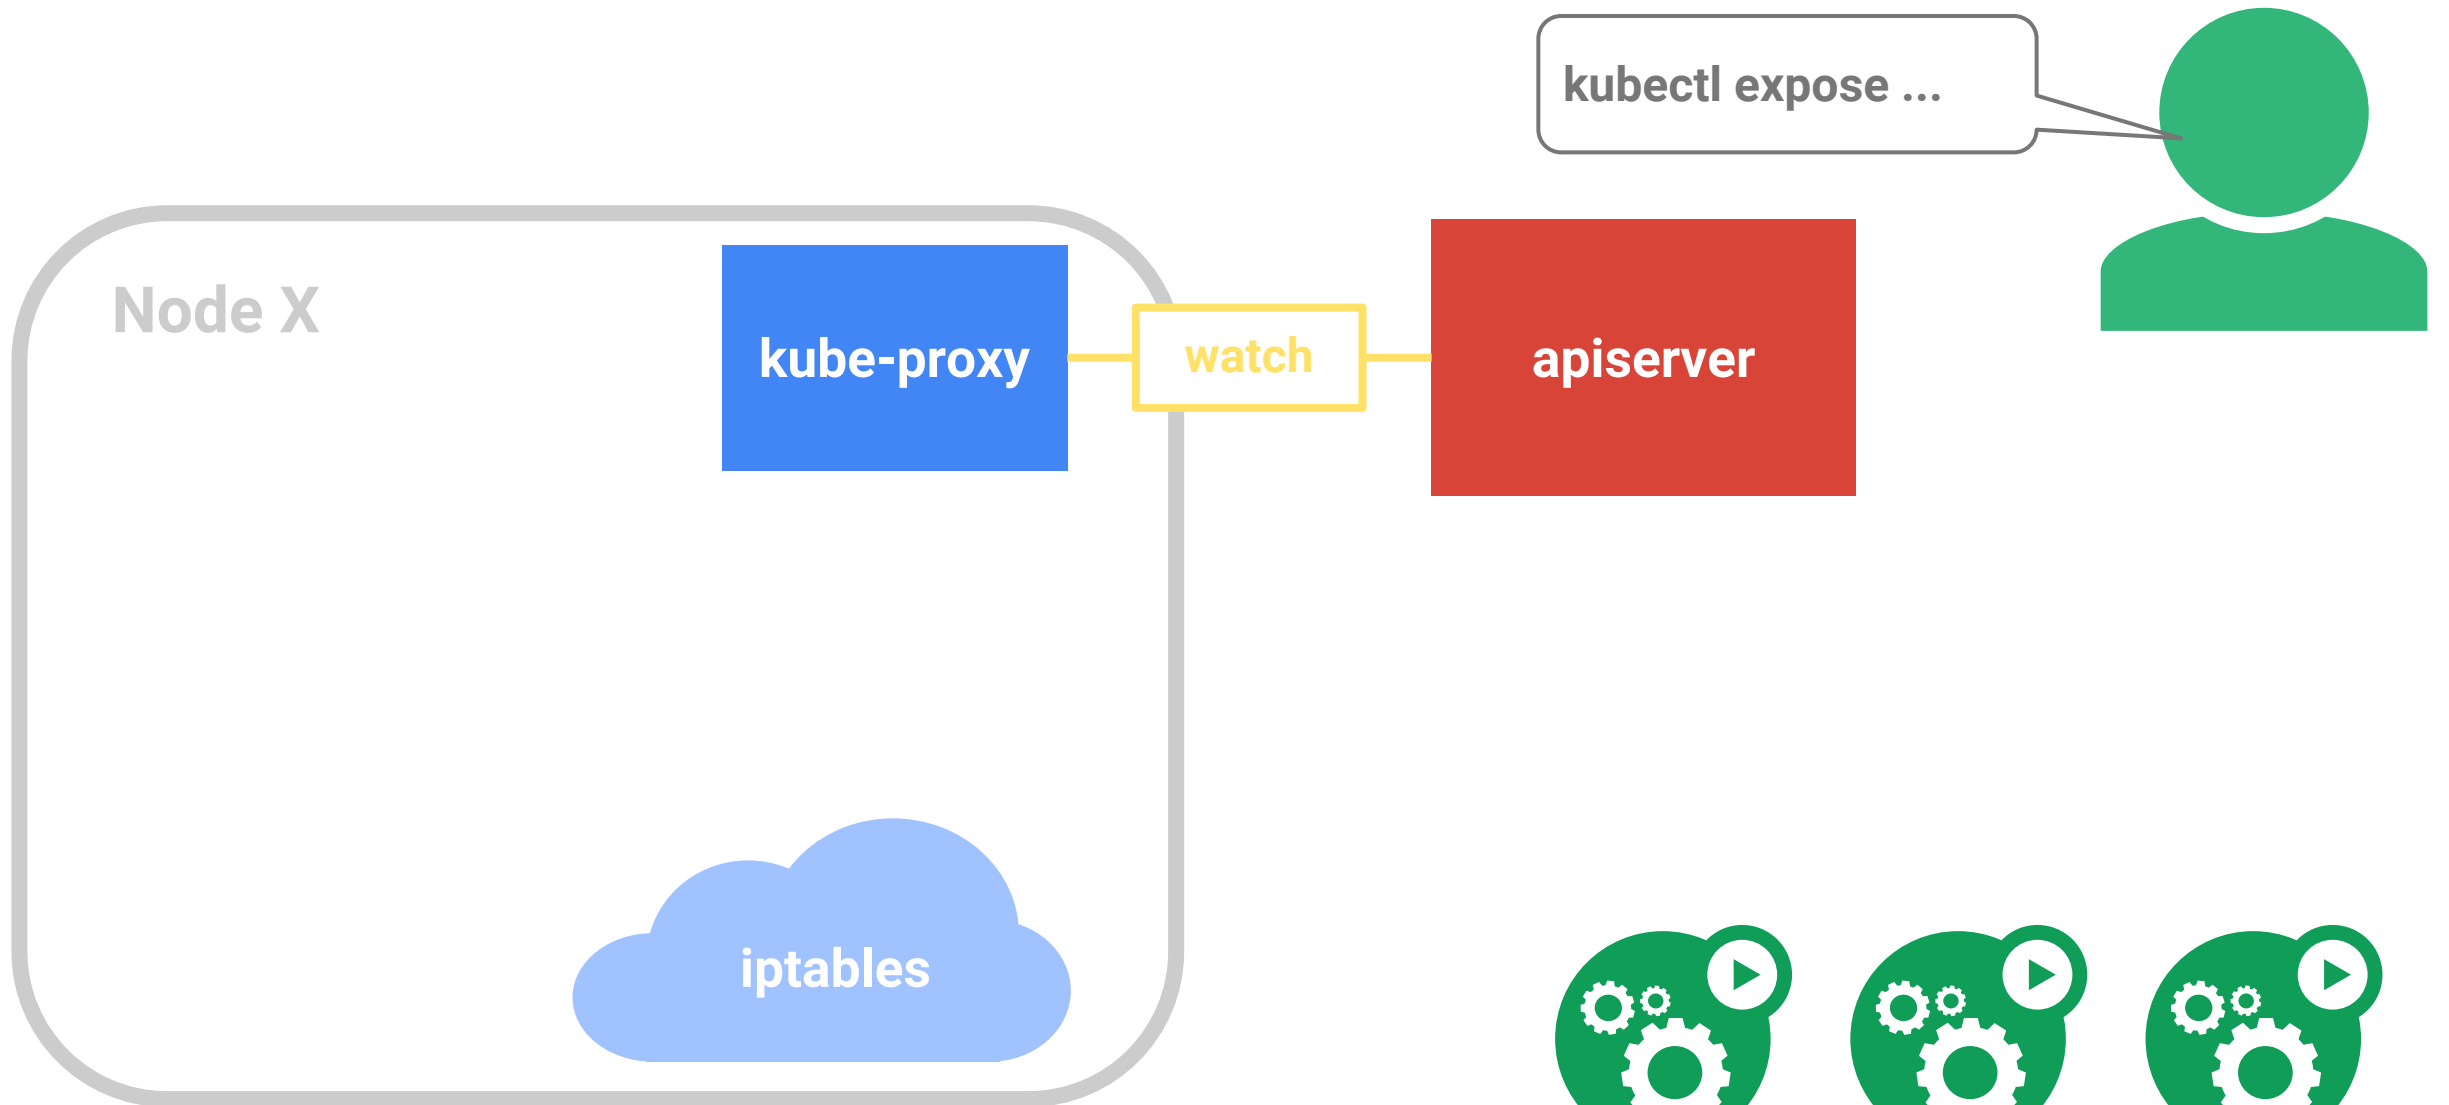 kubectl expose ...
Node X
kube-proxy
watch
apiserver
iptables